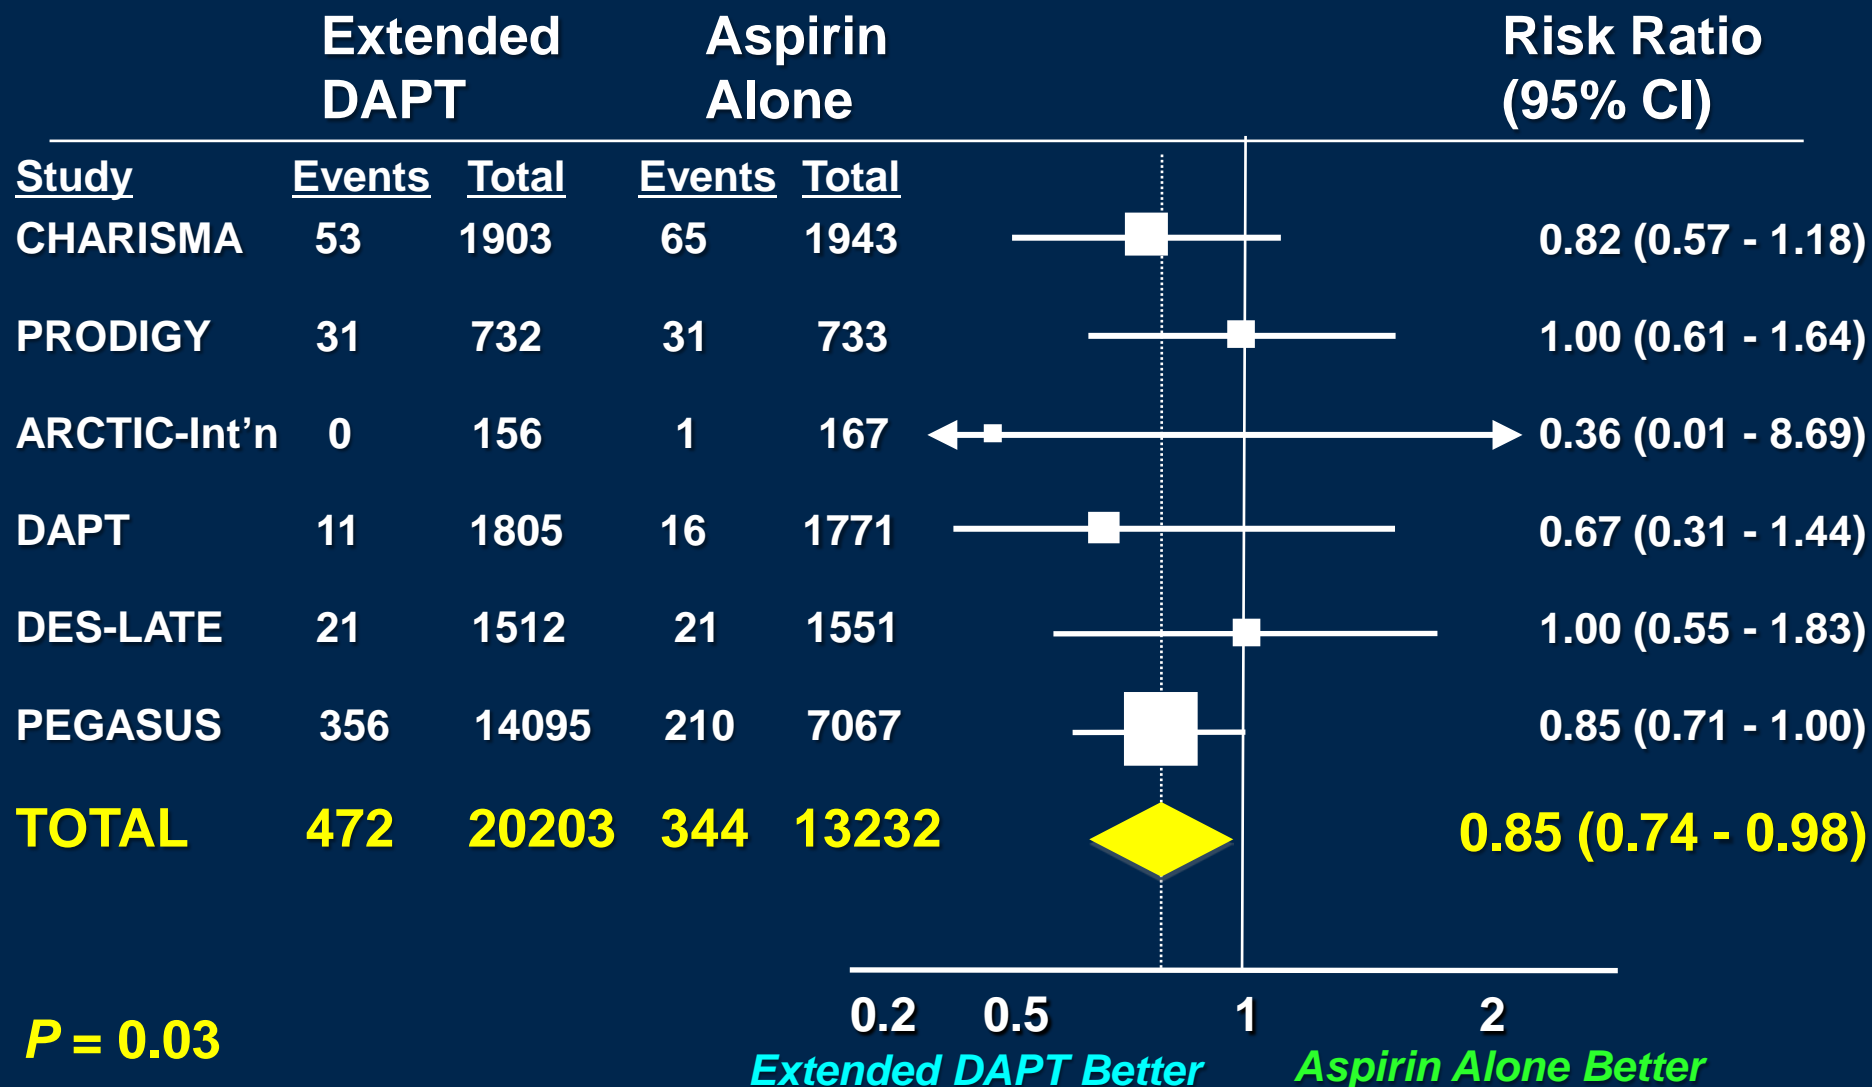 Extended DAPT Aspirin Alone Risk Ratio (95% CI)
Study Events Total Events Total
CHARISMA 53 1903 65 1943 0.82 (0.57 - 1.18)
PRODIGY 31 732 31 733 1.00 (0.61 - 1.64)
ARCTIC-Int’n 0 156 1 167 0.36 (0.01 - 8.69)
DAPT 11 1805 16 1771 0.67 (0.31 - 1.44)
DES-LATE 21 1512 21 1551 1.00 (0.55 - 1.83)
PEGASUS 356 14095 210 7067 0.85 (0.71 - 1.00)
TOTAL 472 20203 344 13232 0.85 (0.74 - 0.98)
0.2 0.5 1 2
P = 0.03
Extended DAPT Better Aspirin Alone Better